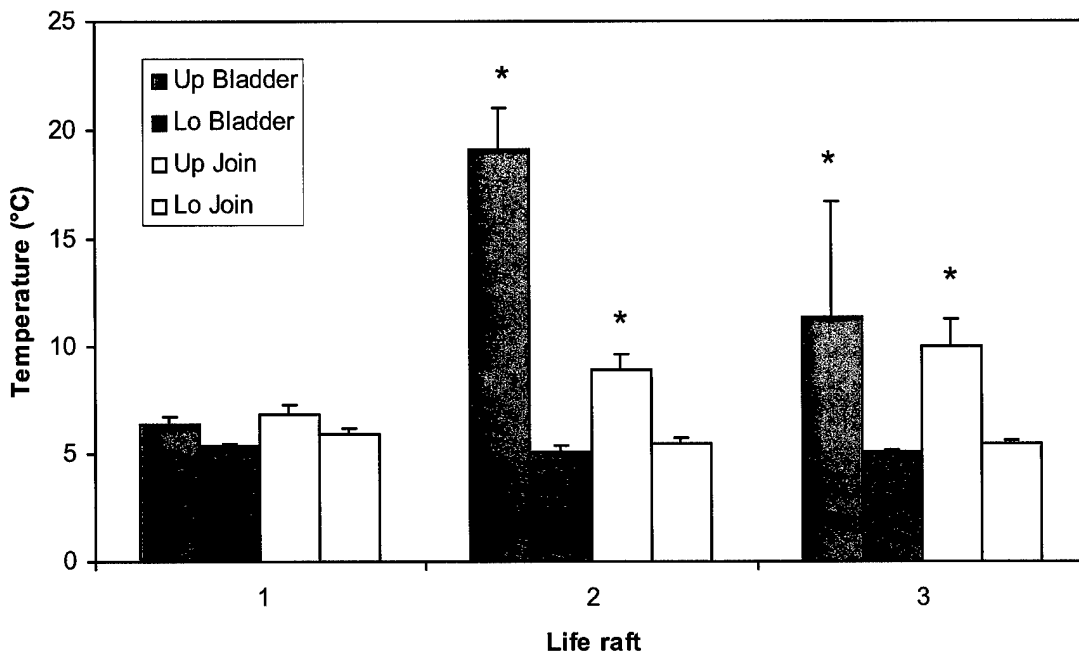 25
20
15
10
5
0
Temperature (°C)
Up Bladder
Lo Bladder
Up Join
Lo Join
*
*
*
*
1 2 3
Life raft